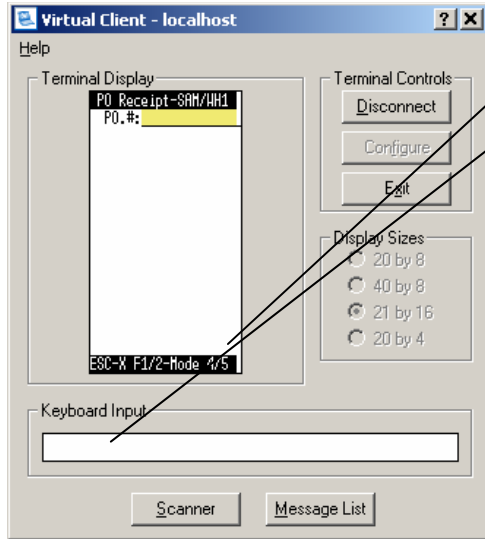 Virtual Client - localhost
Help
Terminal Display
PO Receipt-SAM/WH1
PO.#:
ESC-X F1/2-Mode 4/5
Terminal Controls
Disconnect
Configure
Exit
Display Sizes
20 by 8
40 by 8
21 by 16
20 by 4
Keyboard Input
Scanner
Message List